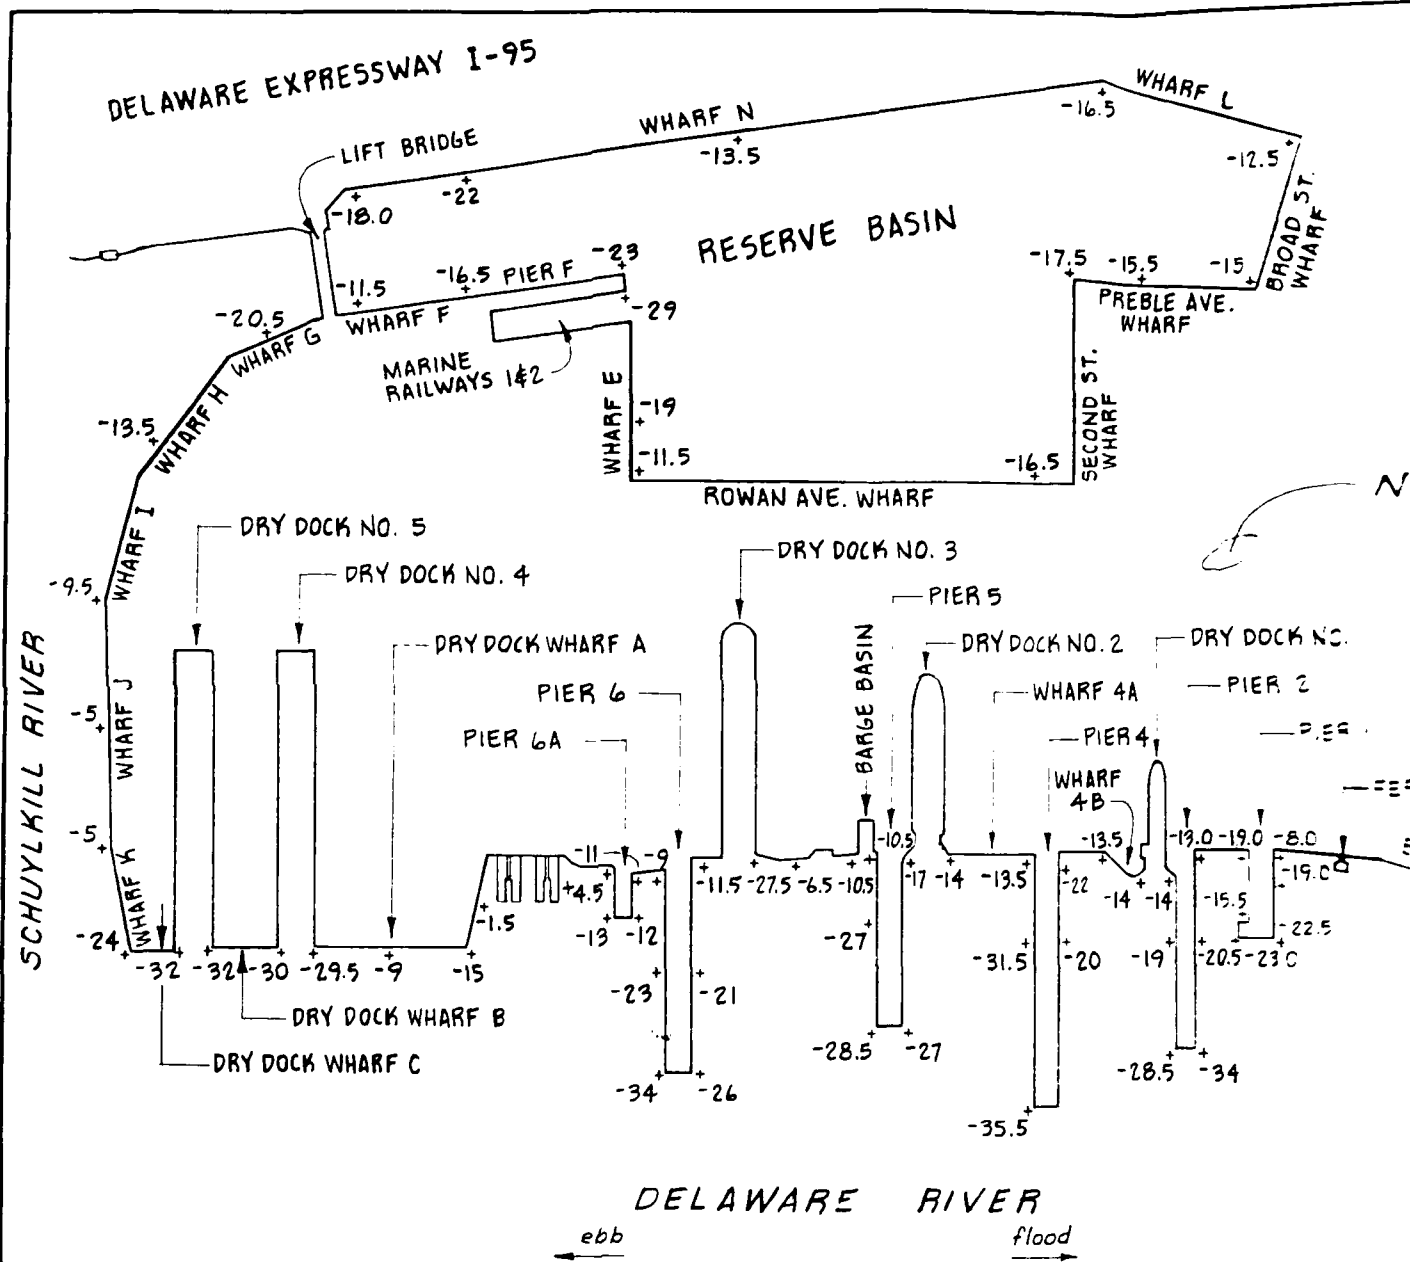 DELAWARE EXPRESSWAY I-95
WHARF L
-16.5
WHARF N
-13.5
-12.5
LIFT BRIDGE
-22
-18.0
BROAD ST.
WHARF
RESERVE BASIN
-23
-16.5
PIER F
-17.5
-15.5
-15
-11.5
-29
PREBLE AVE.
WHARF
-20.5
WHARF F
WHARF G
MARINE
RAILWAYS 1&2
WHARF E
SECOND ST.
WHARF
-19
WHARF H
-13.5
-11.5
-16.5
ROWAN AVE. WHARF
N
WHARF I
DRY DOCK NO. 5
DRY DOCK NO. 3
DRY DOCK NO. 4
-9.5
PIER 5
SCHUYLKILL RIVER
DRY DOCK WHARF A
BARGE BASIN
DRY DOCK NO. 2
DRY DOCK NO.
WHARF J
PIER 6
WHARF 4A
PIER 2
-5
PIER 6A
PIER 4
WHARF
4B
-5
-11
-9
-10.5
-13.5
-13.0
-19.0
-8.0
WHARF K
-1.5
-4.5
-11.5
-27.5
-6.5
-10.5
-17
-14
-13.5
-22
-14
-14
-19.0
-15.5
-22.5
-24
-32
-32
-30
-29.5
-9
-15
-13
-12
-27
-31.5
-20
-19
-20.5
-23.0
-23
-21
DRY DOCK WHARF B
DRY DOCK WHARF C
-28.5
-27
-28.5
-34
-34
-26
-35.5
DELAWARE RIVER
ebb
flood